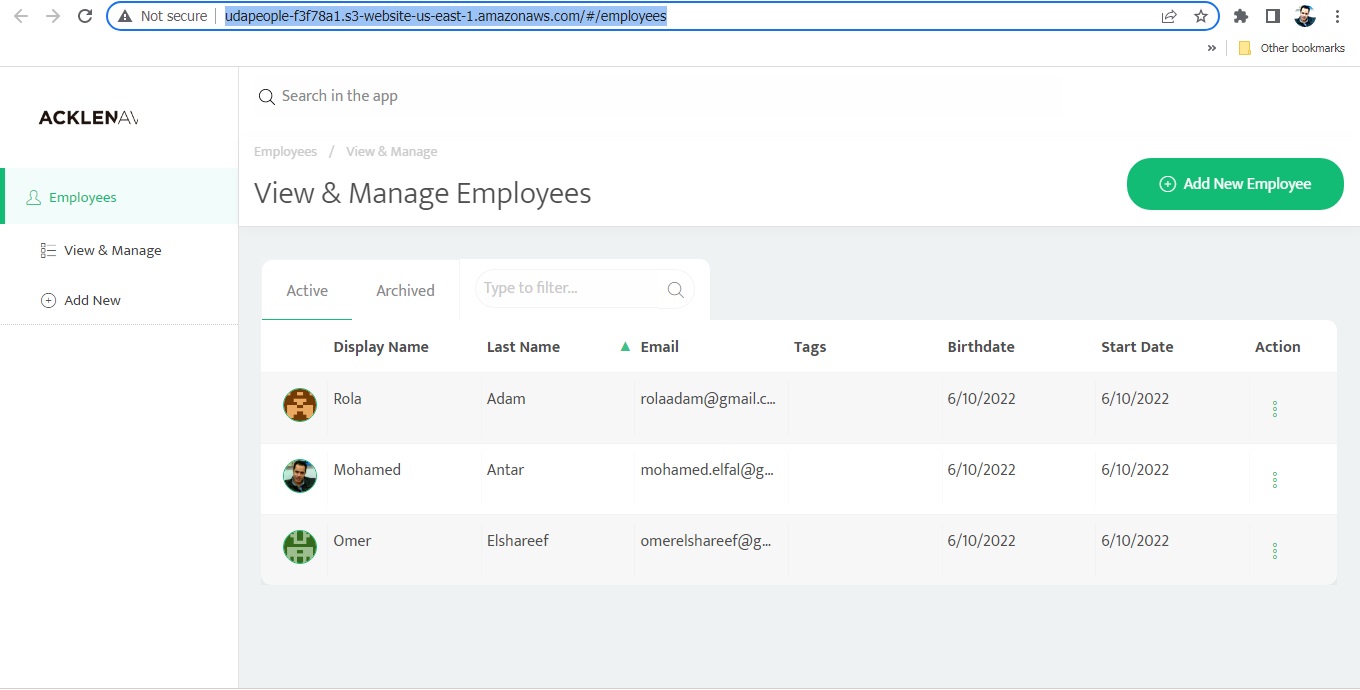 Not secure udapeople-f3f78a1.s3-website-us-east-1.amazonaws.com/#/employees
» Other bookmarks
ACKLENAV
Search in the app
Employees / View & Manage
View & Manage Employees
Add New Employee
Employees
View & Manage
Add New
Active Archived Type to filter...
Display Name Last Name ▲ Email Tags Birthdate Start Date Action
Rola Adam rolaadam@gmail.c... 6/10/2022 6/10/2022
Mohamed Antar mohamed.elfal@g... 6/10/2022 6/10/2022
Omer Elshareef omerelshareef@g... 6/10/2022 6/10/2022